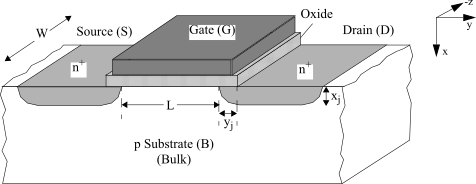 W
Source (S)
Gate (G)
Oxide
Drain (D)
-z
y
x
n+
n+
L
yj
xj
p Substrate (B)
(Bulk)